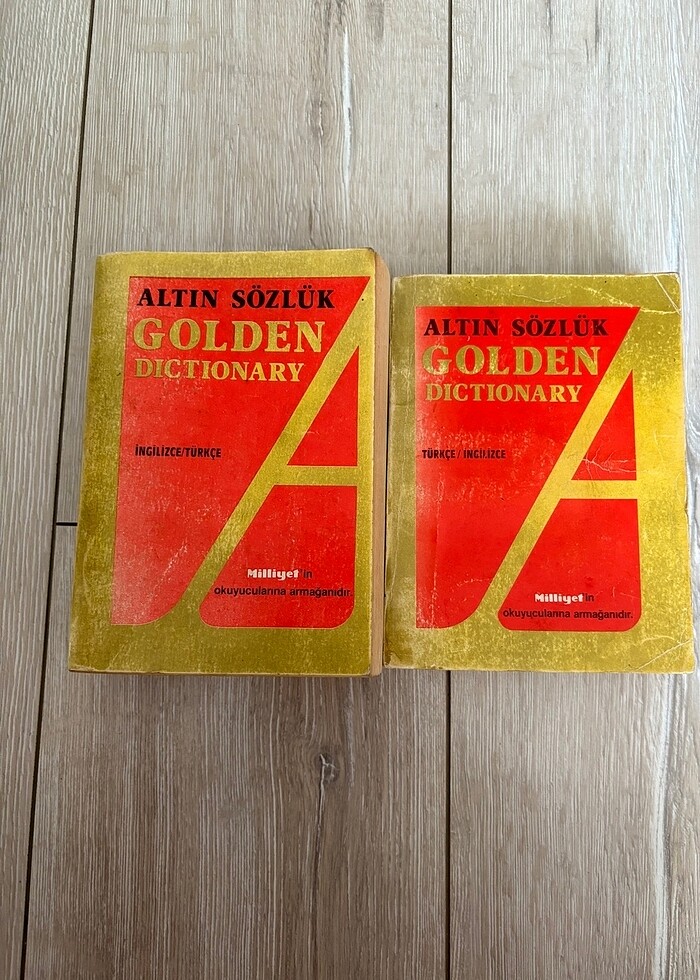 ALTIN SÖZLÜK
GOLDEN
DICTIONARY
İNGİLİZCE/TÜRKÇE
Milliyet'in
okuyucularına armağanıdır.
ALTIN SÖZLÜK
GOLDEN
DICTIONARY
TÜRKÇE / İNGİLİZCE
Milliyet'in
okuyucularına armağanıdır.